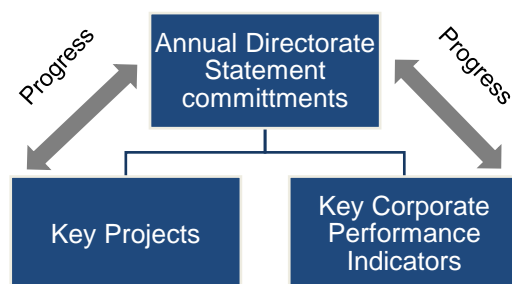 Progress
Annual Directorate
Statement
committments
Progress
Key Projects
Key Corporate
Performance
Indicators